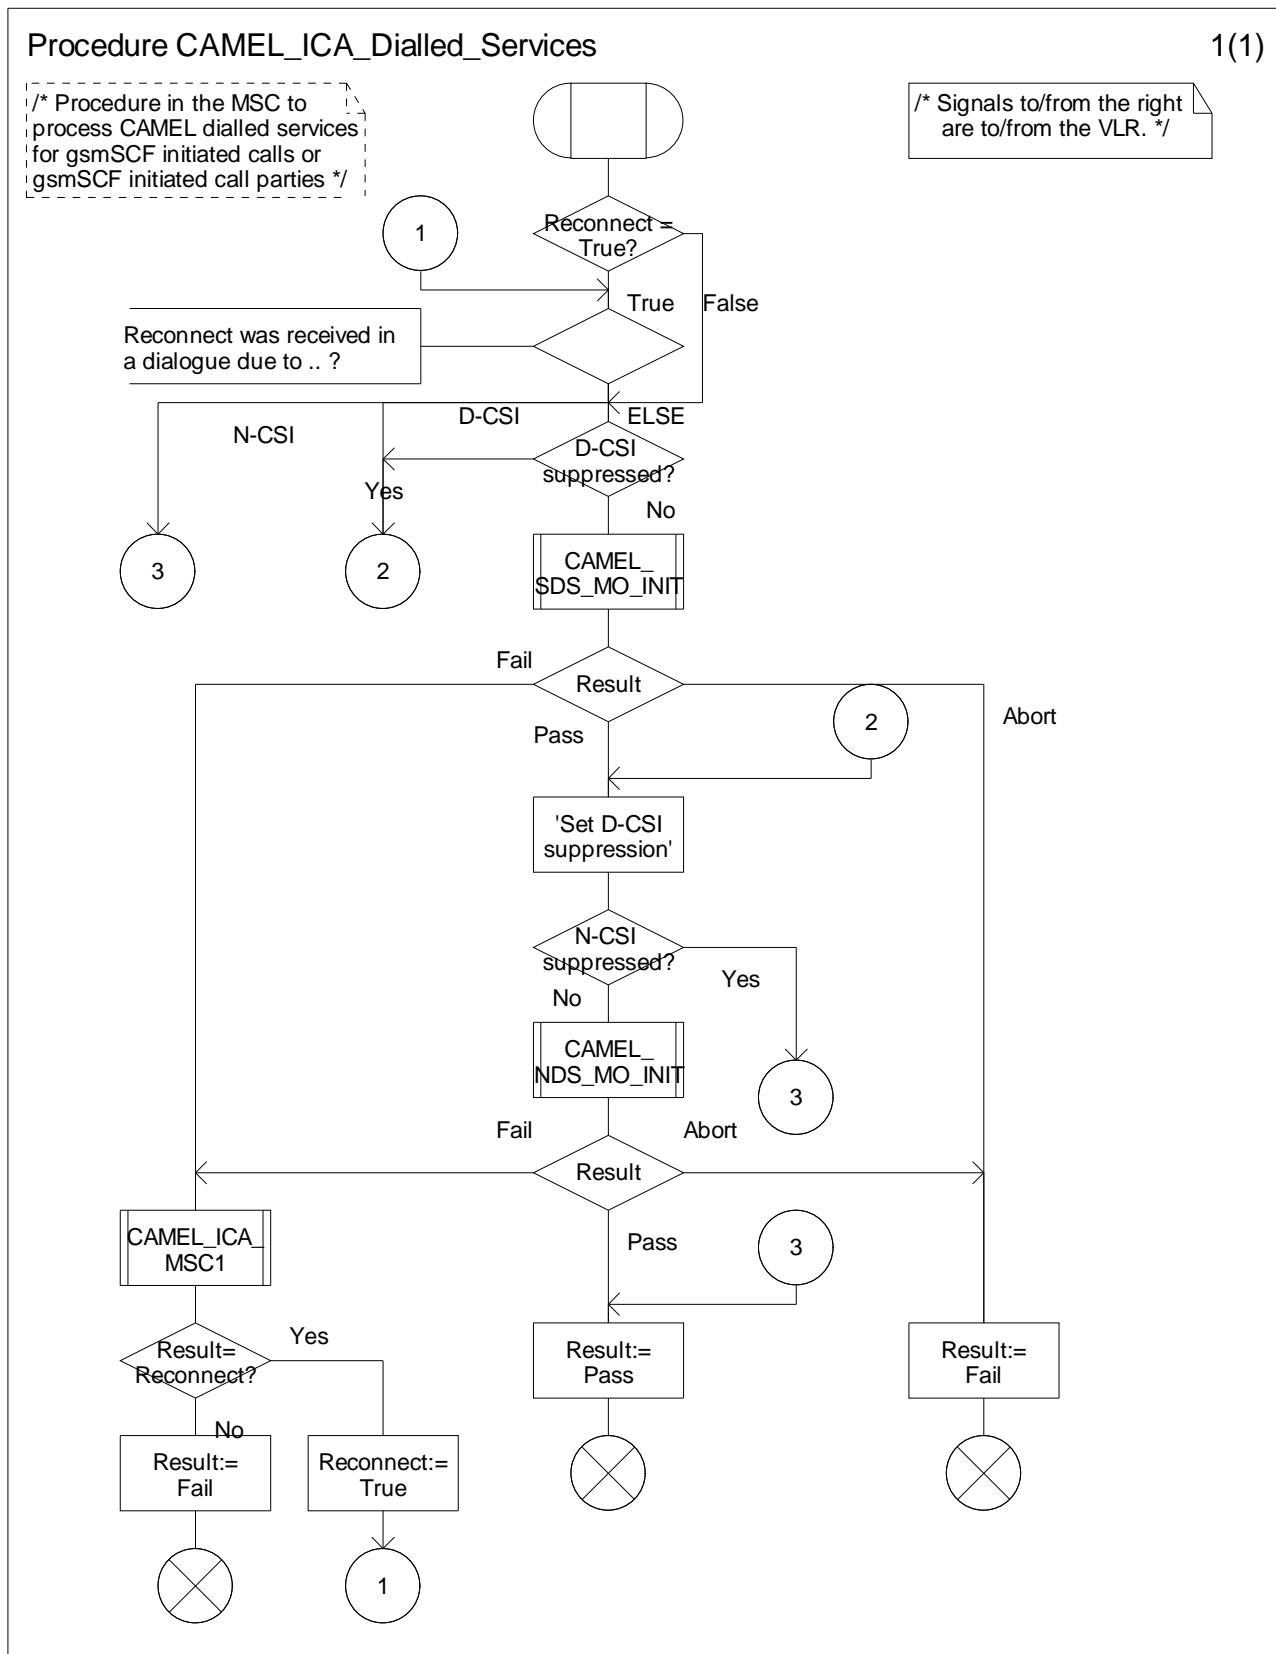 Procedure CAMEL_ICA_Dialled_Services
1(1)
/* Procedure in the MSC to
process CAMEL dialled services
for gsmSCF initiated calls or
gsmSCF initiated call parties */
/* Signals to/from the right
are to/from the VLR. */
1
Reconnect =
True?
True
False
Reconnect was received in
a dialogue due to .. ?
N-CSI
D-CSI
ELSE
D-CSI
suppressed?
Yes
No
3
2
CAMEL_
SDS_MO_INIT
Fail
Result
Abort
Pass
2
'Set D-CSI
suppression'
N-CSI
suppressed?
Yes
No
CAMEL_
NDS_MO_INIT
3
Fail
Abort
Result
Pass
3
CAMEL_ICA_
MSC1
Result=
Reconnect?
Yes
No
Result:=
Pass
Result:=
Fail
Result:=
Fail
Reconnect:=
True
1